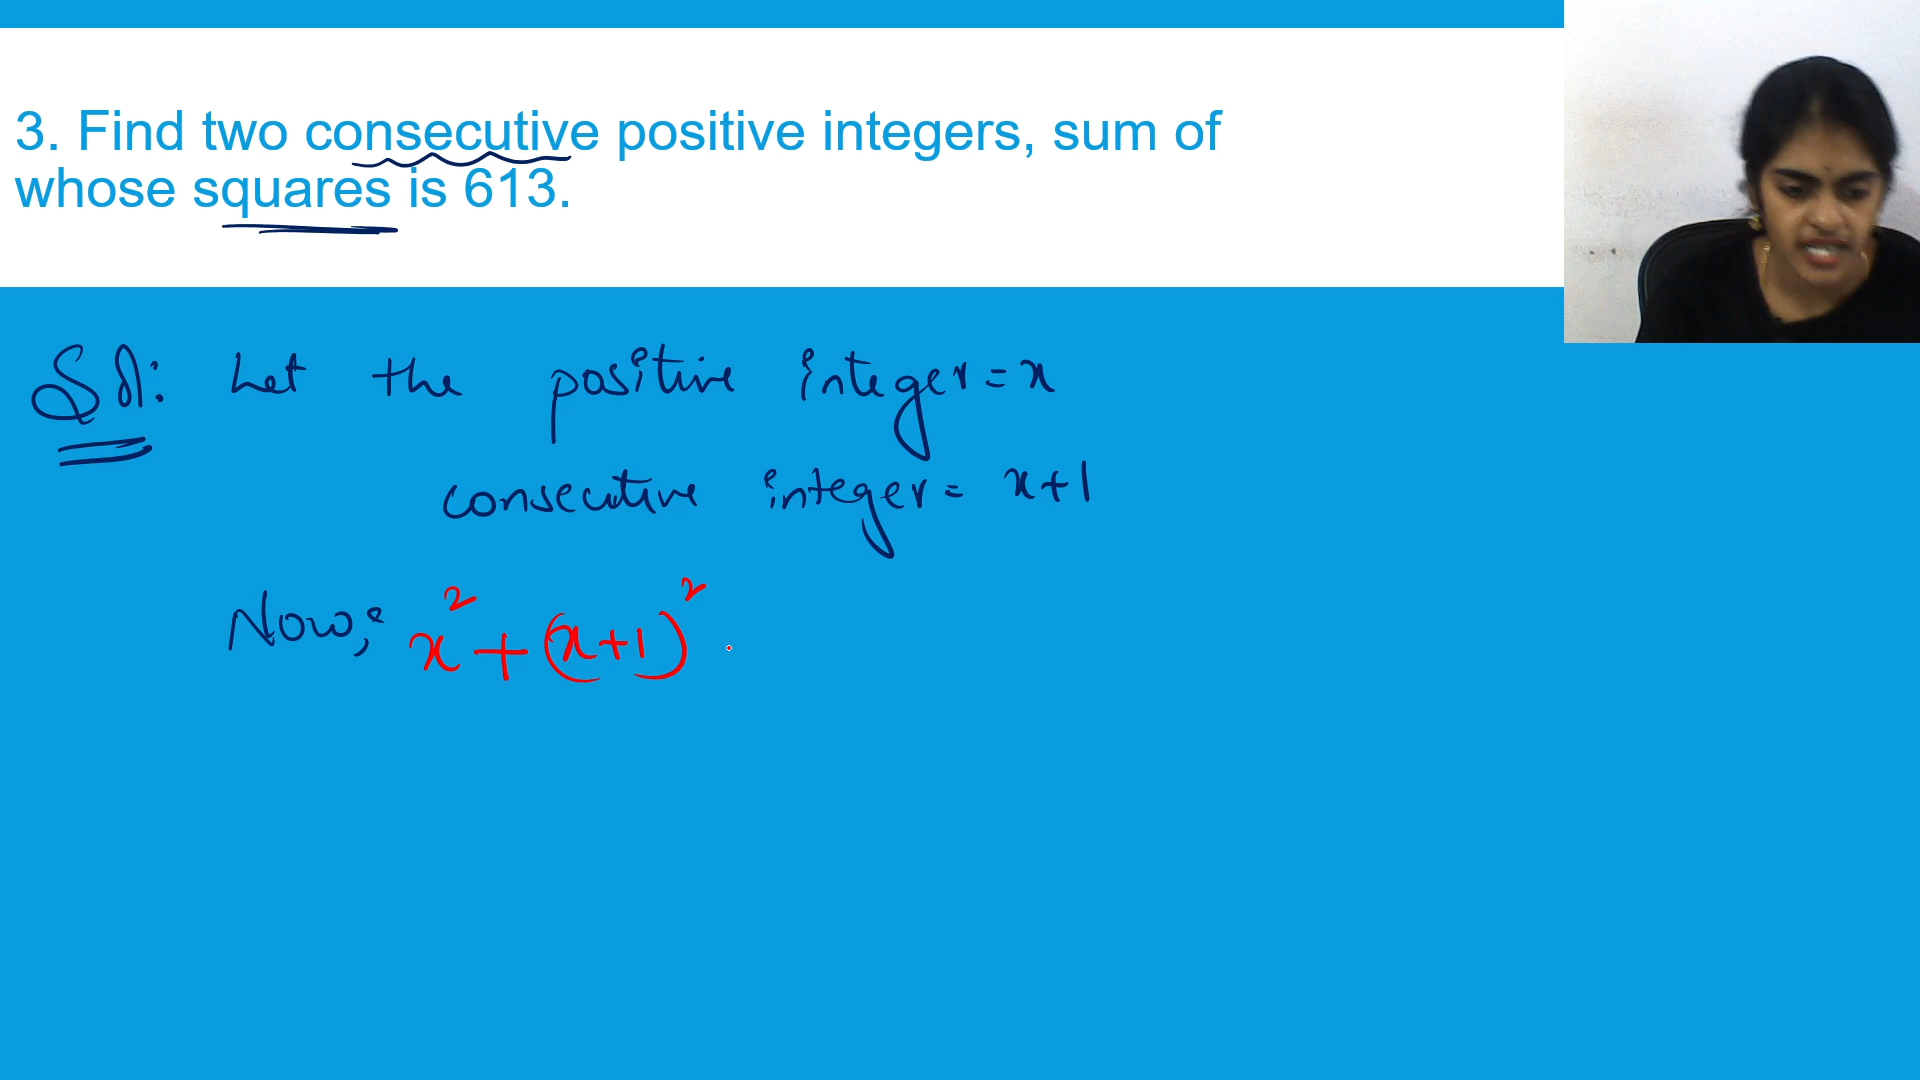 3. Find two consecutive positive integers, sum of
whose squares is 613.
Sol: Let the positive integer = x
consecutive integer = x+1
Now, x² + (x+1)²